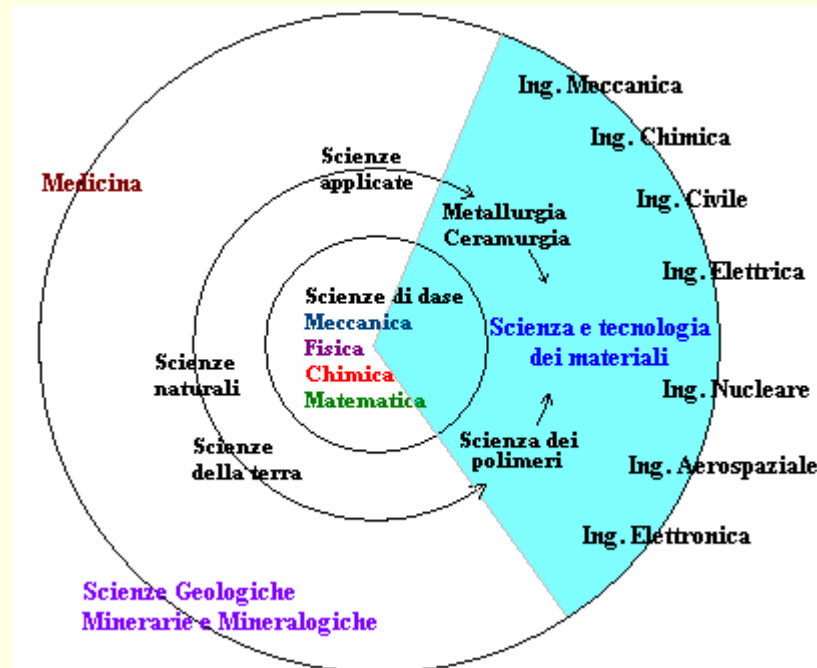 Ing. Meccanica
Ing. Chimica
Scienze
applicate
Medicina
Ing. Civile
Metallurgia
Ceramurgia
Ing. Elettrica
Scienze di dase
Meccanica
Fisica
Chimica
Matematica
Scienza e tecnologia
dei materiali
Scienze
naturali
Ing. Nucleare
Scienze
della terra
Scienza dei
polimeri
Ing. Aerospaziale
Ing. Elettronica
Scienze Geologiche
Minerarie e Mineralogiche